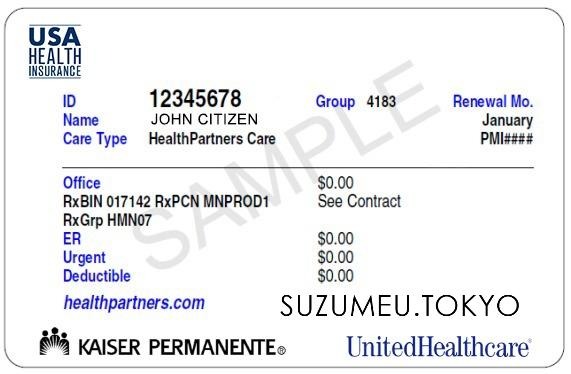 USA
HEALTH
INSURANCE
SAMPLE
ID 12345678 Group 4183 Renewal Mo.
Name JOHN CITIZEN January
Care Type HealthPartners Care PMI####
Office $0.00
RxBIN 017142 RxPCN MNPROD1 See Contract
RxGrp HMN07
ER $0.00
Urgent $0.00
Deductible $0.00
healthpartners.com SUZUMEU.TOKYO
KAISER PERMANENTE® UnitedHealthcare®